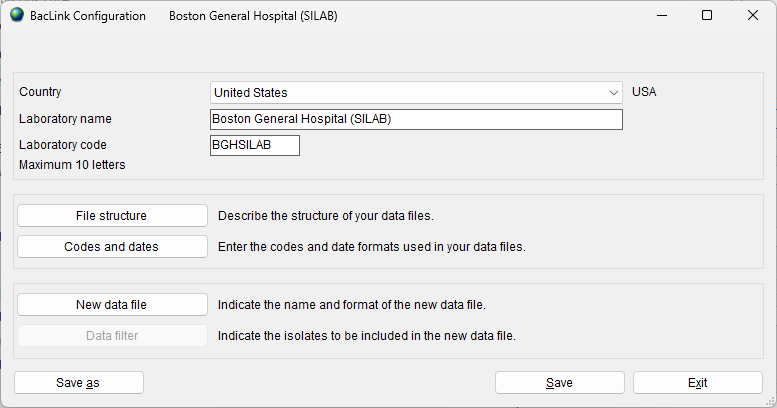 BacLink Configuration Boston General Hospital (SILAB)
Country United States USA
Laboratory name Boston General Hospital (SILAB)
Laboratory code BGHSILAB
Maximum 10 letters
File structure Describe the structure of your data files.
Codes and dates Enter the codes and date formats used in your data files.
New data file Indicate the name and format of the new data file.
Data filter Indicate the isolates to be included in the new data file.
Save as Save Exit